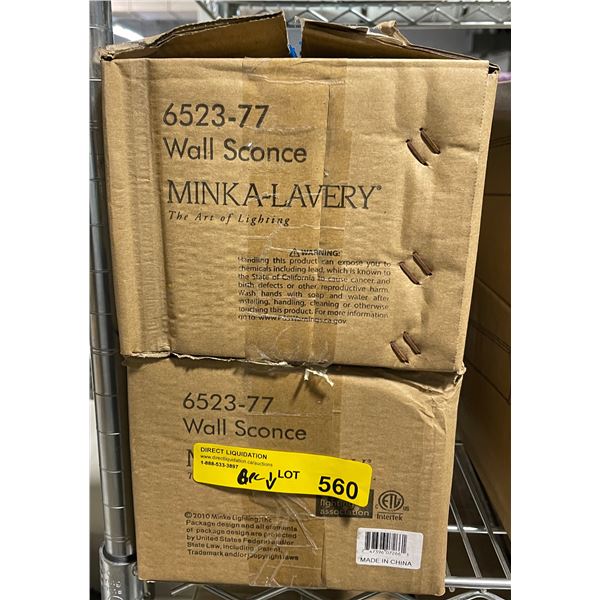 6523-77
Wall Sconce
MINKA-LAVERY®
The Art of Lighting
WARNING:
Handling this product can expose you to
chemicals including lead, which is known to
the State of California to cause cancer and
birth defects or other reproductive harm.
Wash hands with soap and water after
installing, handling, cleaning or otherwise
touching this product. For more information
go to: www.P65Warnings.ca.gov
6523-77
Wall Sconce
DIRECT LIQUIDATION
www.directliquidation.ca/auctions
1-888-533-3897
LOT 560
lighting
association
ETL
Intertek
©2010 Minka Lighting, Inc.
Package design and all elements
of package design are protected
by United States Federal and/or
State Law, including Patent,
Trademark and/or Copyright laws
MADE IN CHINA